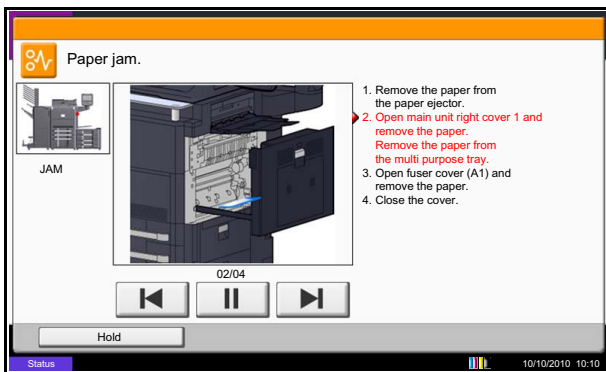 Paper jam.
JAM
02/04
1. Remove the paper from
the paper ejector.
2. Open main unit right cover 1 and
remove the paper.
Remove the paper from
the multi purpose tray.
3. Open fuser cover (A1) and
remove the paper.
4. Close the cover.
Hold
Status
10/10/2010 10:10